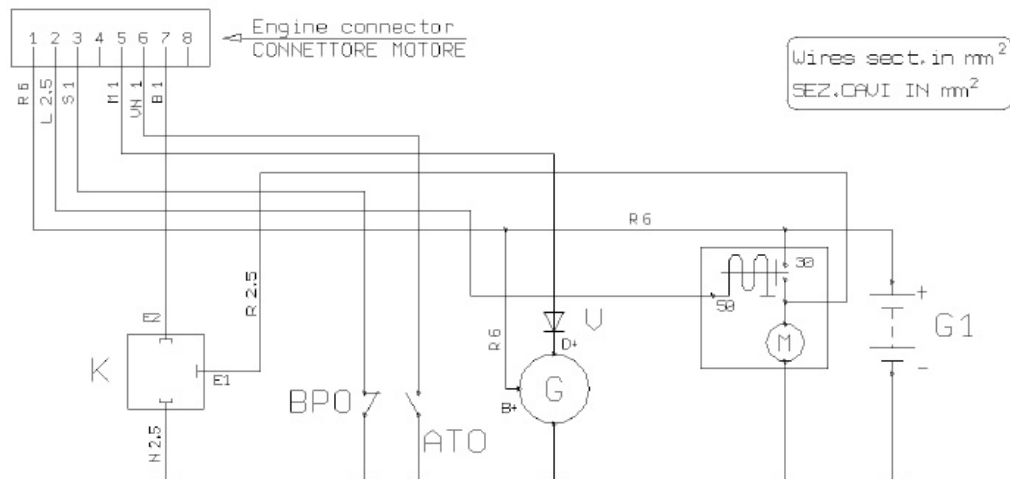 Engine connector
CONNETTORE MOTORE
1 2 3 4 5 6 7 8
Wires sect.in mm²
SEZ.CAVI IN mm²
R 6
L 2.5
S 1
M 1
VN 1
B 1
R 6
R 2.5
30
50
+
G1
-
M
E2
K
E1
N 2.5
R 6
V
D+
G
B+
BPO
ATO